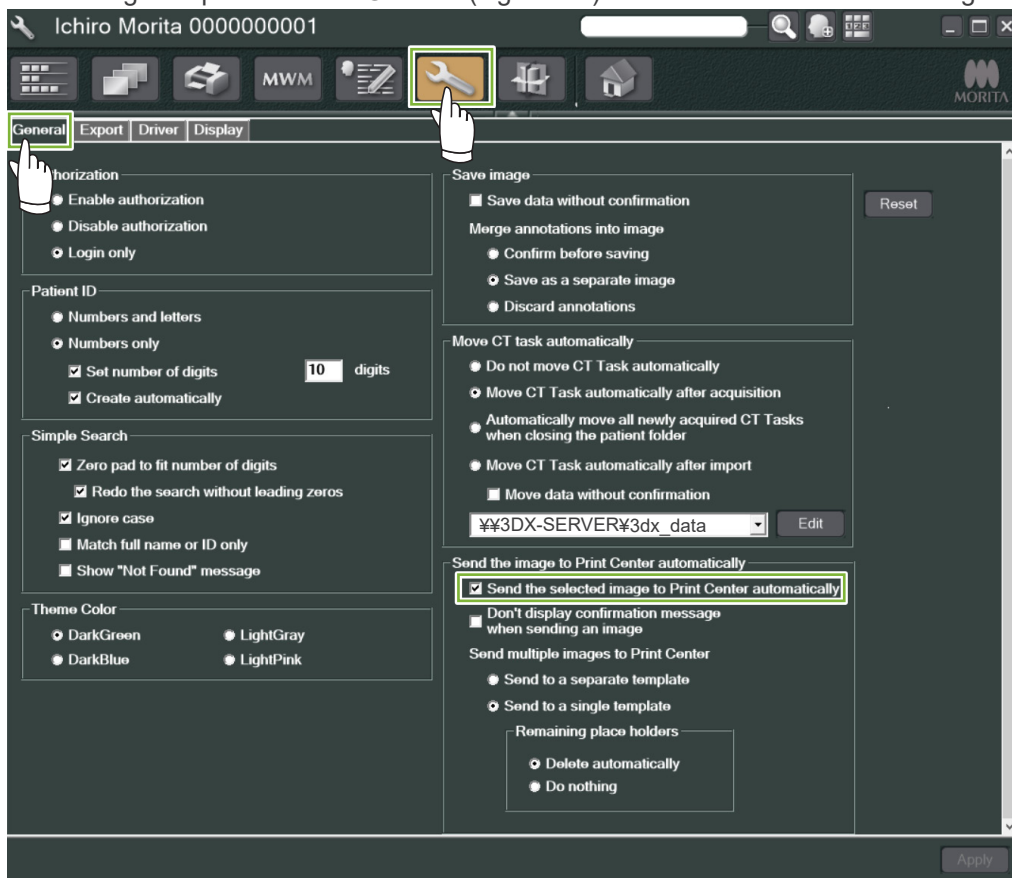 Ichiro Morita 0000000001
MWM
MORITA
General Export Driver Display
horization
Enable authorization
Disable authorization
Login only
Patient ID
Numbers and letters
Numbers only
Set number of digits 10 digits
Create automatically
Simple Search
Zero pad to fit number of digits
Redo the search without leading zeros
Ignore case
Match full name or ID only
Show "Not Found" message
Theme Color
DarkGreen LightGray
DarkBlue LightPink
Save image
Save data without confirmation
Merge annotations into image
Confirm before saving
Save as a separate image
Discard annotations
Reset
Move CT task automatically
Do not move CT Task automatically
Move CT Task automatically after acquisition
Automatically move all newly acquired CT Tasks
when closing the patient folder
Move CT Task automatically after import
Move data without confirmation
¥¥3DX-SERVER¥3dx_data Edit
Send the image to Print Center automatically
Send the selected image to Print Center automatically
Don't display confirmation message
when sending an image
Send multiple images to Print Center
Send to a separate template
Send to a single template
Remaining place holders
Delete automatically
Do nothing
Apply